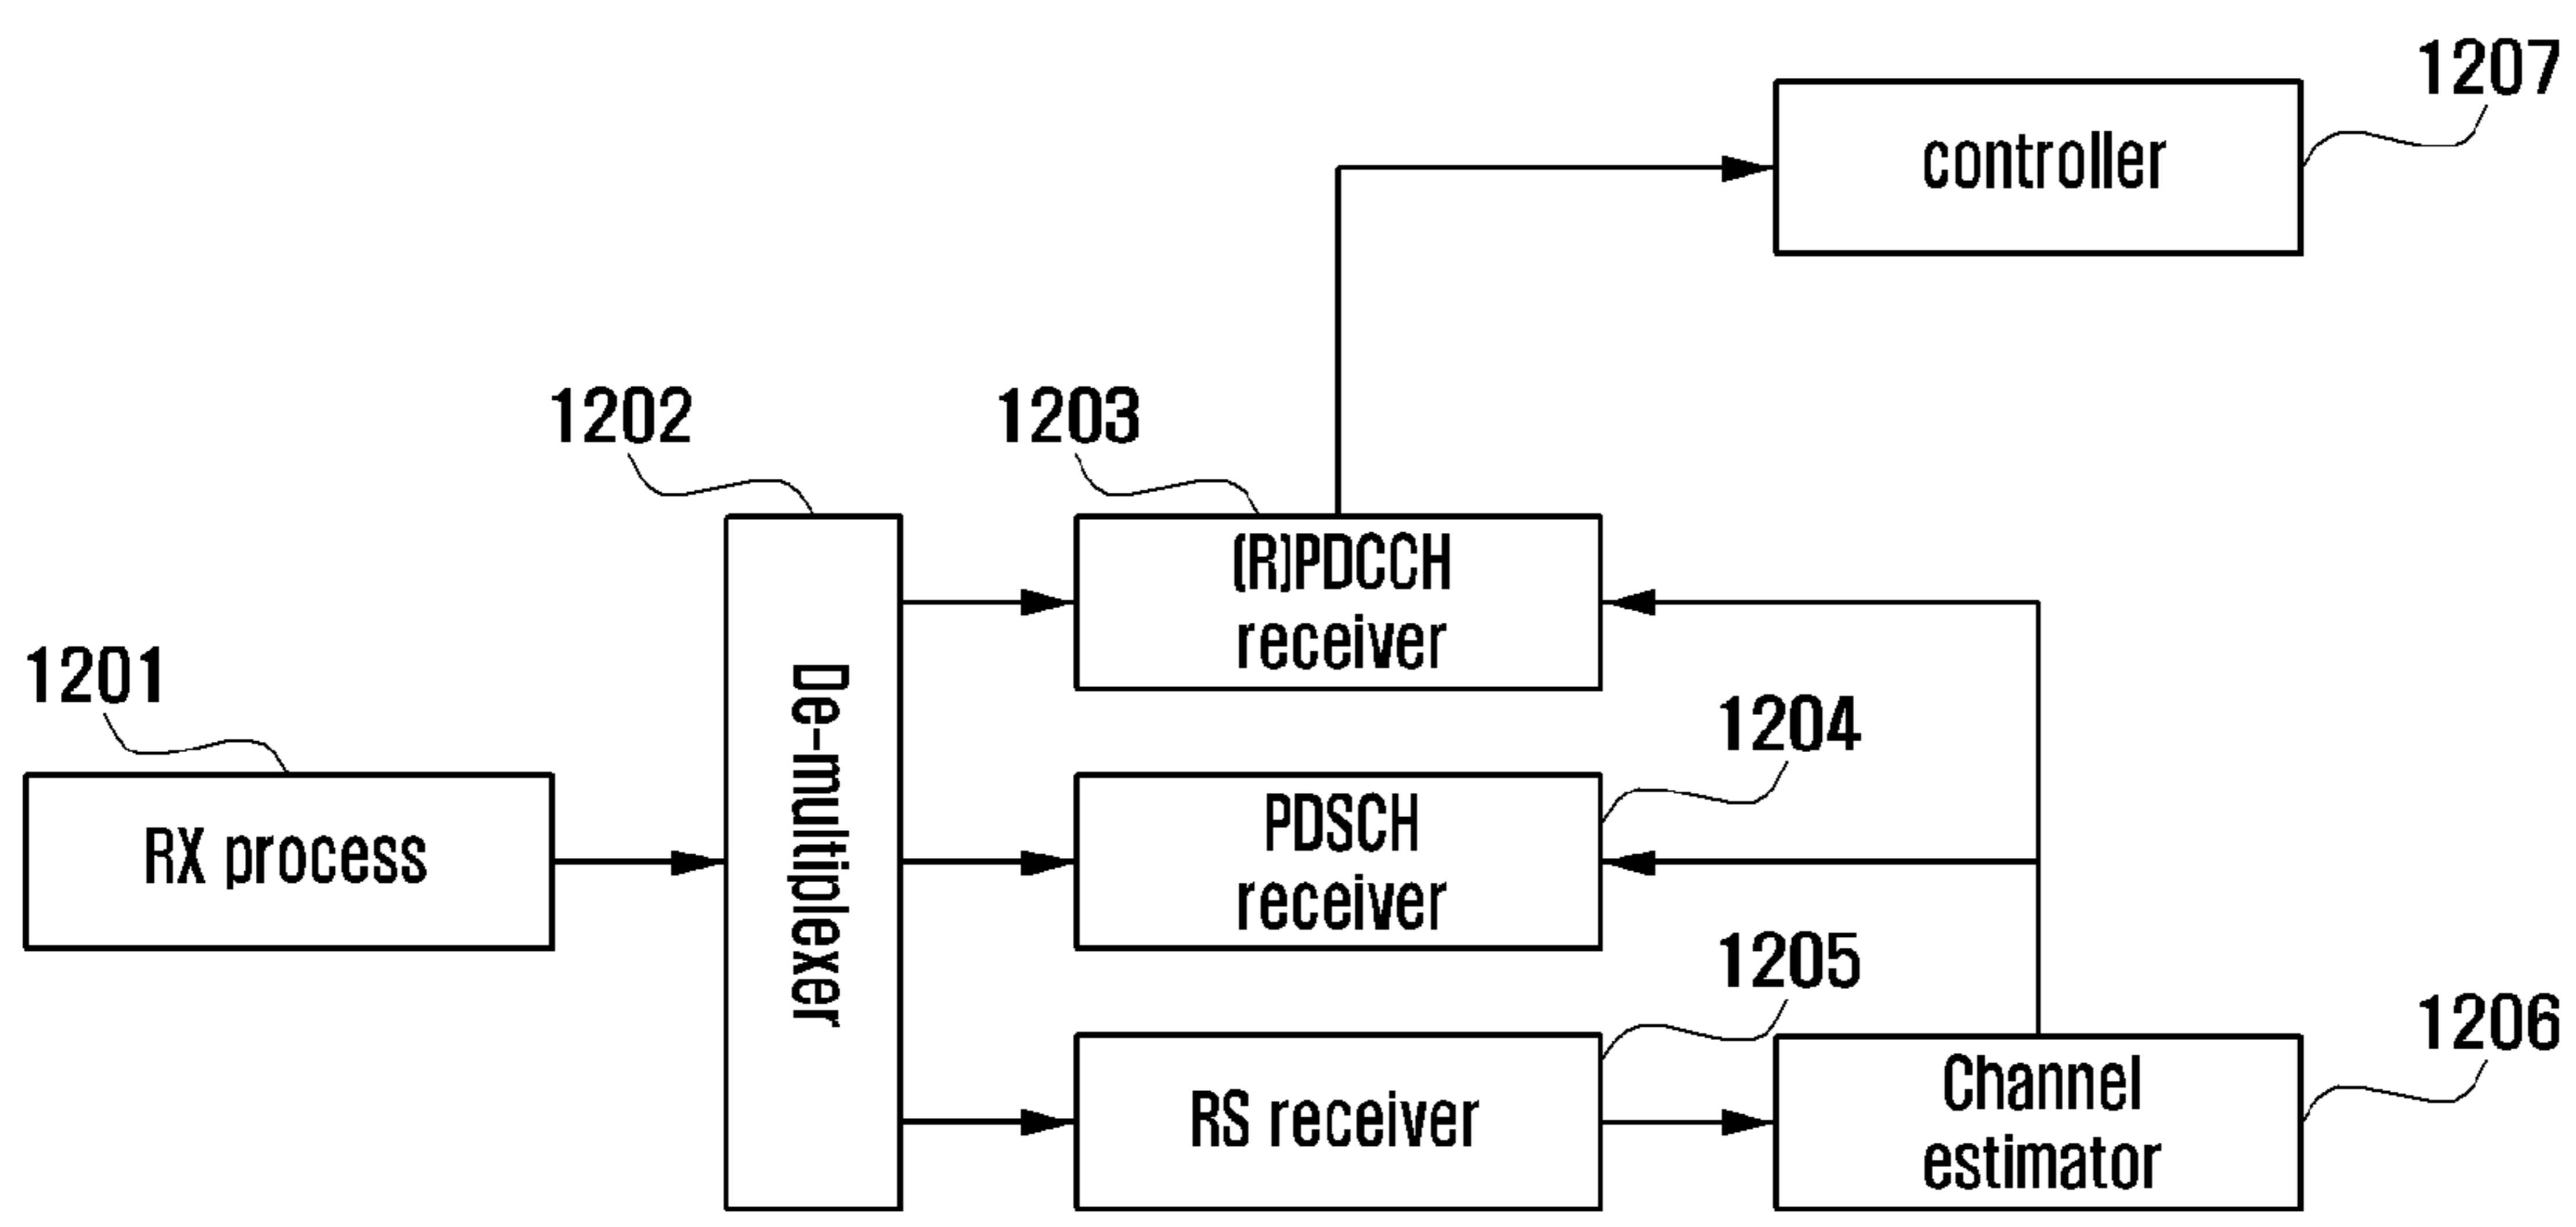 1207
controller
1202
1203
(R)PDCCH
receiver
1201
De-multiplexer
1204
RX process
PDSCH
receiver
1205
1206
RS receiver
Channel
estimator